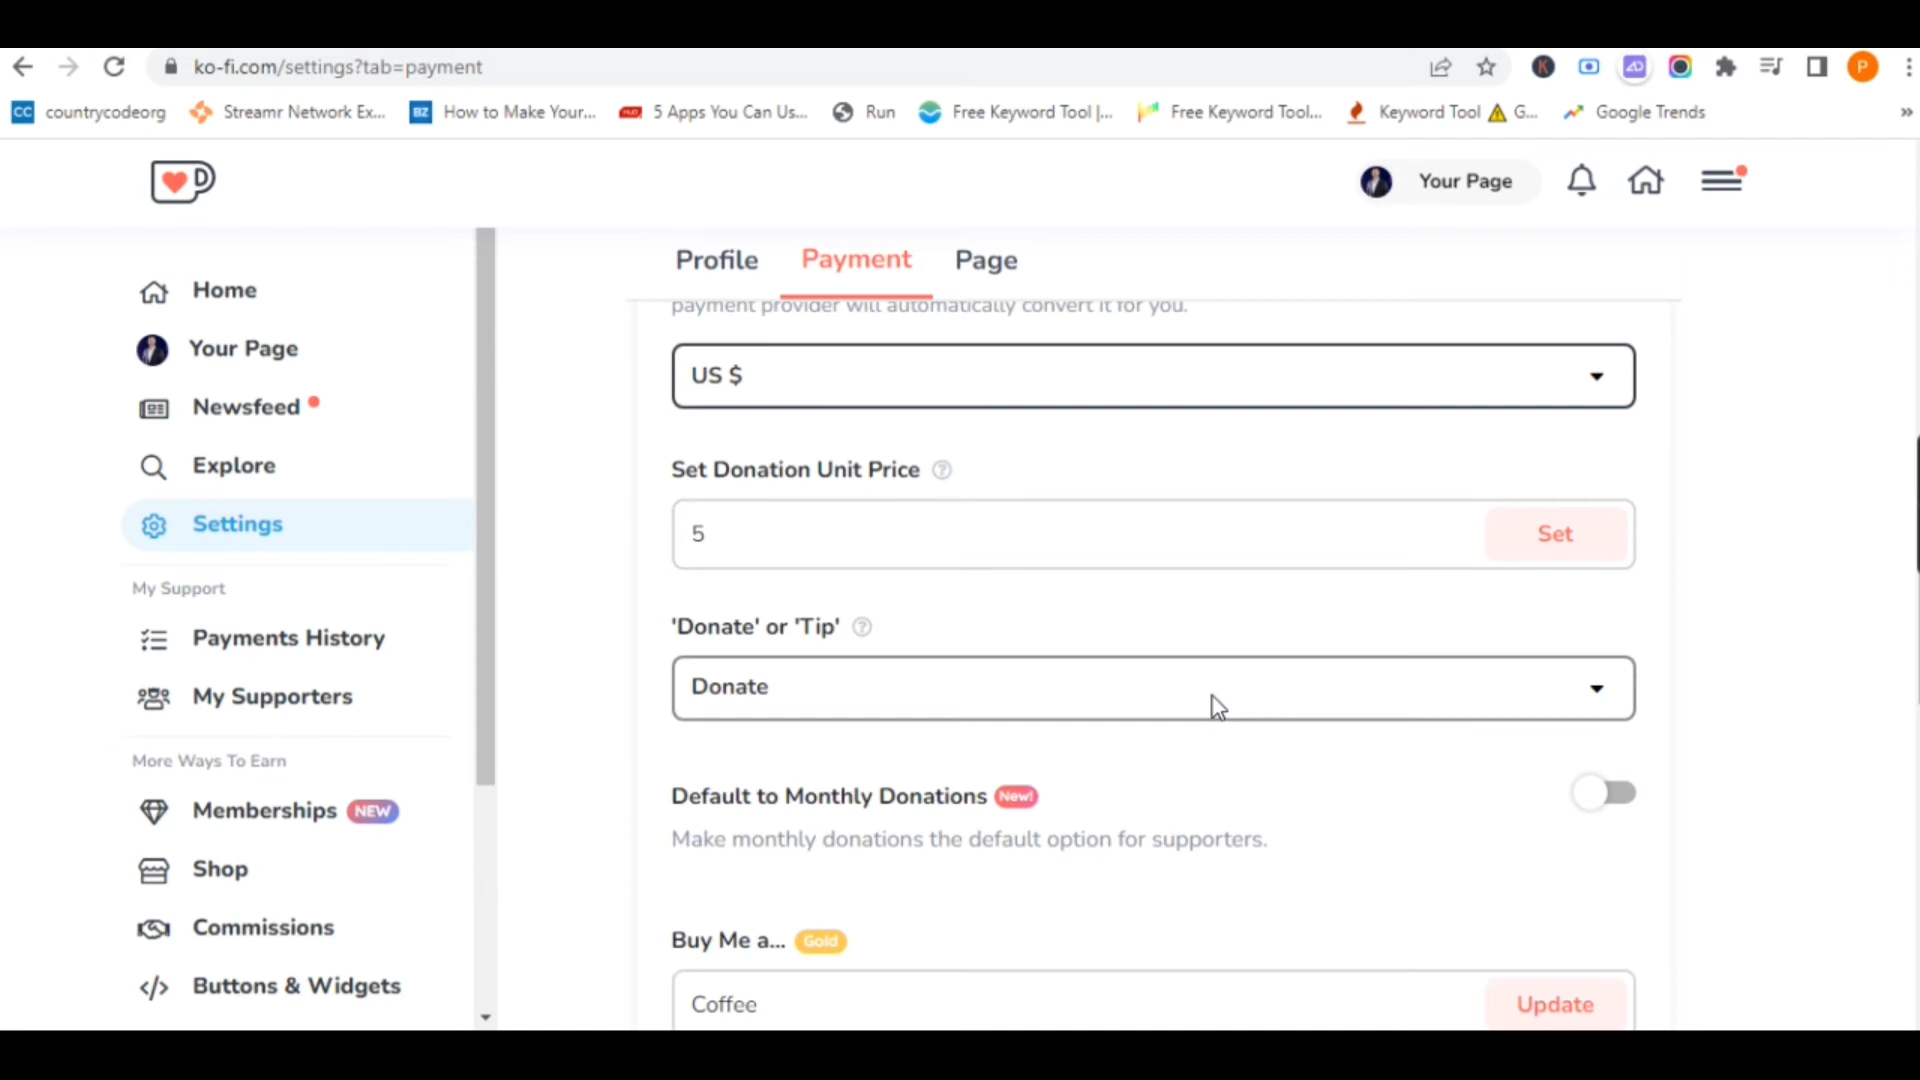 ko-fi.com/settings?tab=payment
P
CC countrycodeorg
Streamr Network Ex...
BZ How to Make Your...
5 Apps You Can Us...
Run
Free Keyword Tool |...
Free Keyword Tool...
Keyword Tool ⚠ G...
Google Trends
»
Your Page
Profile Payment Page
Home
Your Page
Newsfeed
Explore
Settings
My Support
Payments History
My Supporters
More Ways To Earn
Memberships NEW
Shop
Commissions
</> Buttons & Widgets
payment provider will automatically convert it for you.
US $
Set Donation Unit Price ?
5 Set
'Donate' or 'Tip' ?
Donate
Default to Monthly Donations New!
Make monthly donations the default option for supporters.
Buy Me a... Gold
Coffee Update